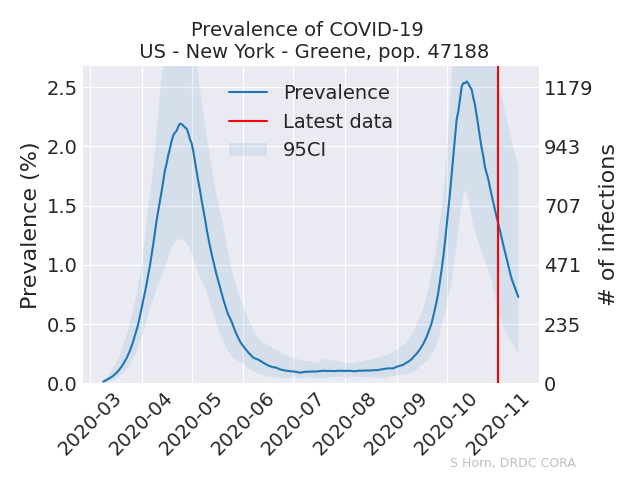 Prevalence of COVID-19
US - New York - Greene, pop. 47188
Prevalence (%)
2.5
2.0
1.5
1.0
0.5
0.0
Prevalence
Latest data
95CI
1179
943
707
471
235
0
# of infections
2020-03
2020-04
2020-05
2020-06
2020-07
2020-08
2020-09
2020-10
2020-11
S Horn, DRDC CORA